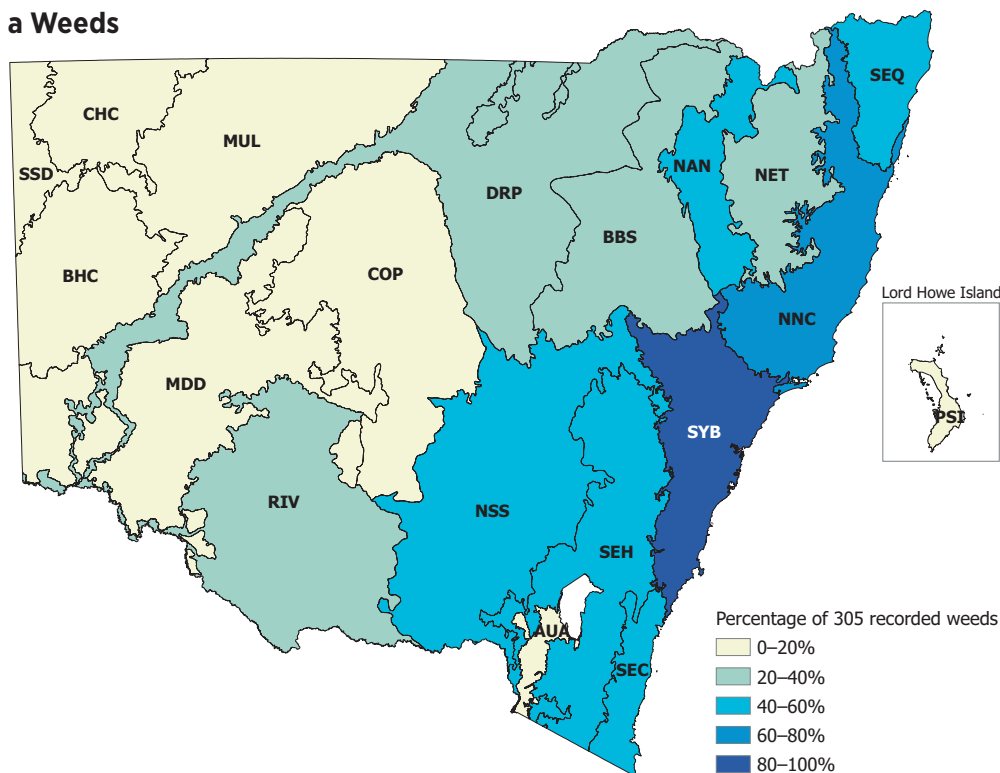 a Weeds
CHC
MUL
SSD
SEQ
NAN
NET
DRP
BBS
BHC
COP
NNC
Lord Howe Island
MDD
PSI
SYB
RIV
NSS
SEH
AUA
SEC
Percentage of 305 recorded weeds
0–20%
20–40%
40–60%
60–80%
80–100%